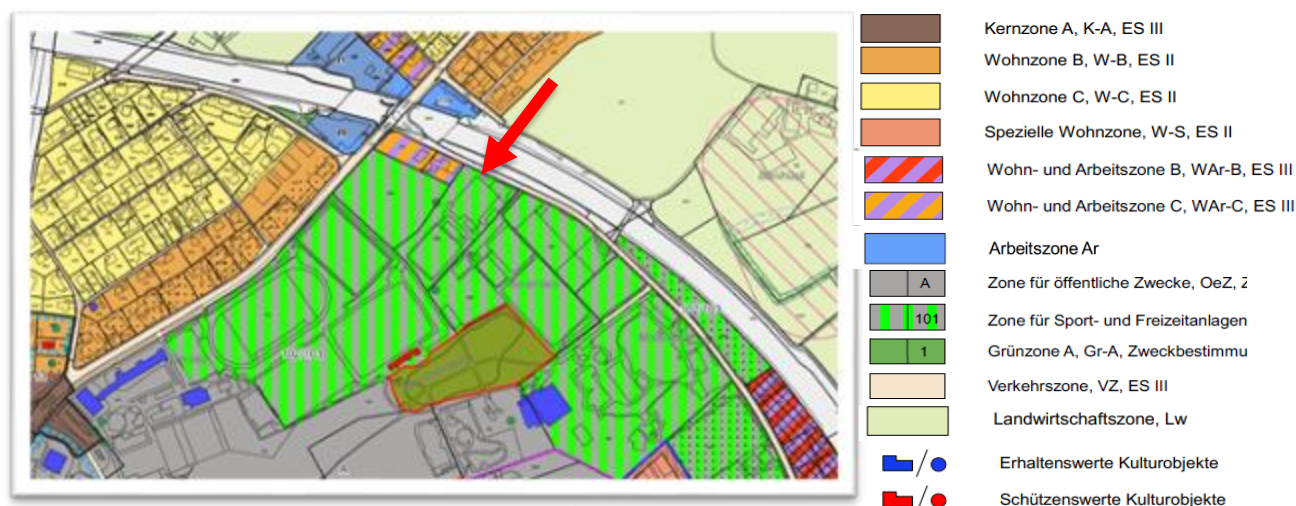 Kernzone A, K-A, ES III
Wohnzone B, W-B, ES II
Wohnzone C, W-C, ES II
Spezielle Wohnzone, W-S, ES II
Wohn- und Arbeitszone B, WAr-B, ES III
Wohn- und Arbeitszone C, WAr-C, ES III
Arbeitszone Ar
A Zone für öffentliche Zwecke, OeZ, Z
101 Zone für Sport- und Freizeitanlagen
1 Grünzone A, Gr-A, Zweckbestimmu
Verkehrszone, VZ, ES III
Landwirtschaftszone, Lw
Erhaltenswerte Kulturobjekte
Schützenswerte Kulturobjekte